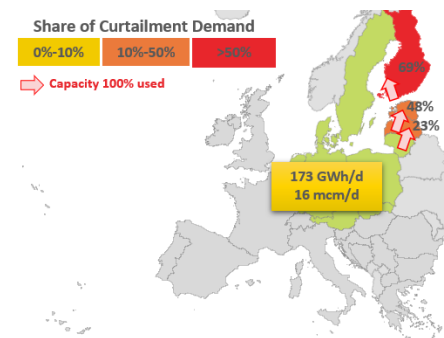 Share of Curtailment Demand
0%-10% 10%-50% >50%
Capacity 100% used
69%
48%
23%
173 GWh/d
16 mcm/d